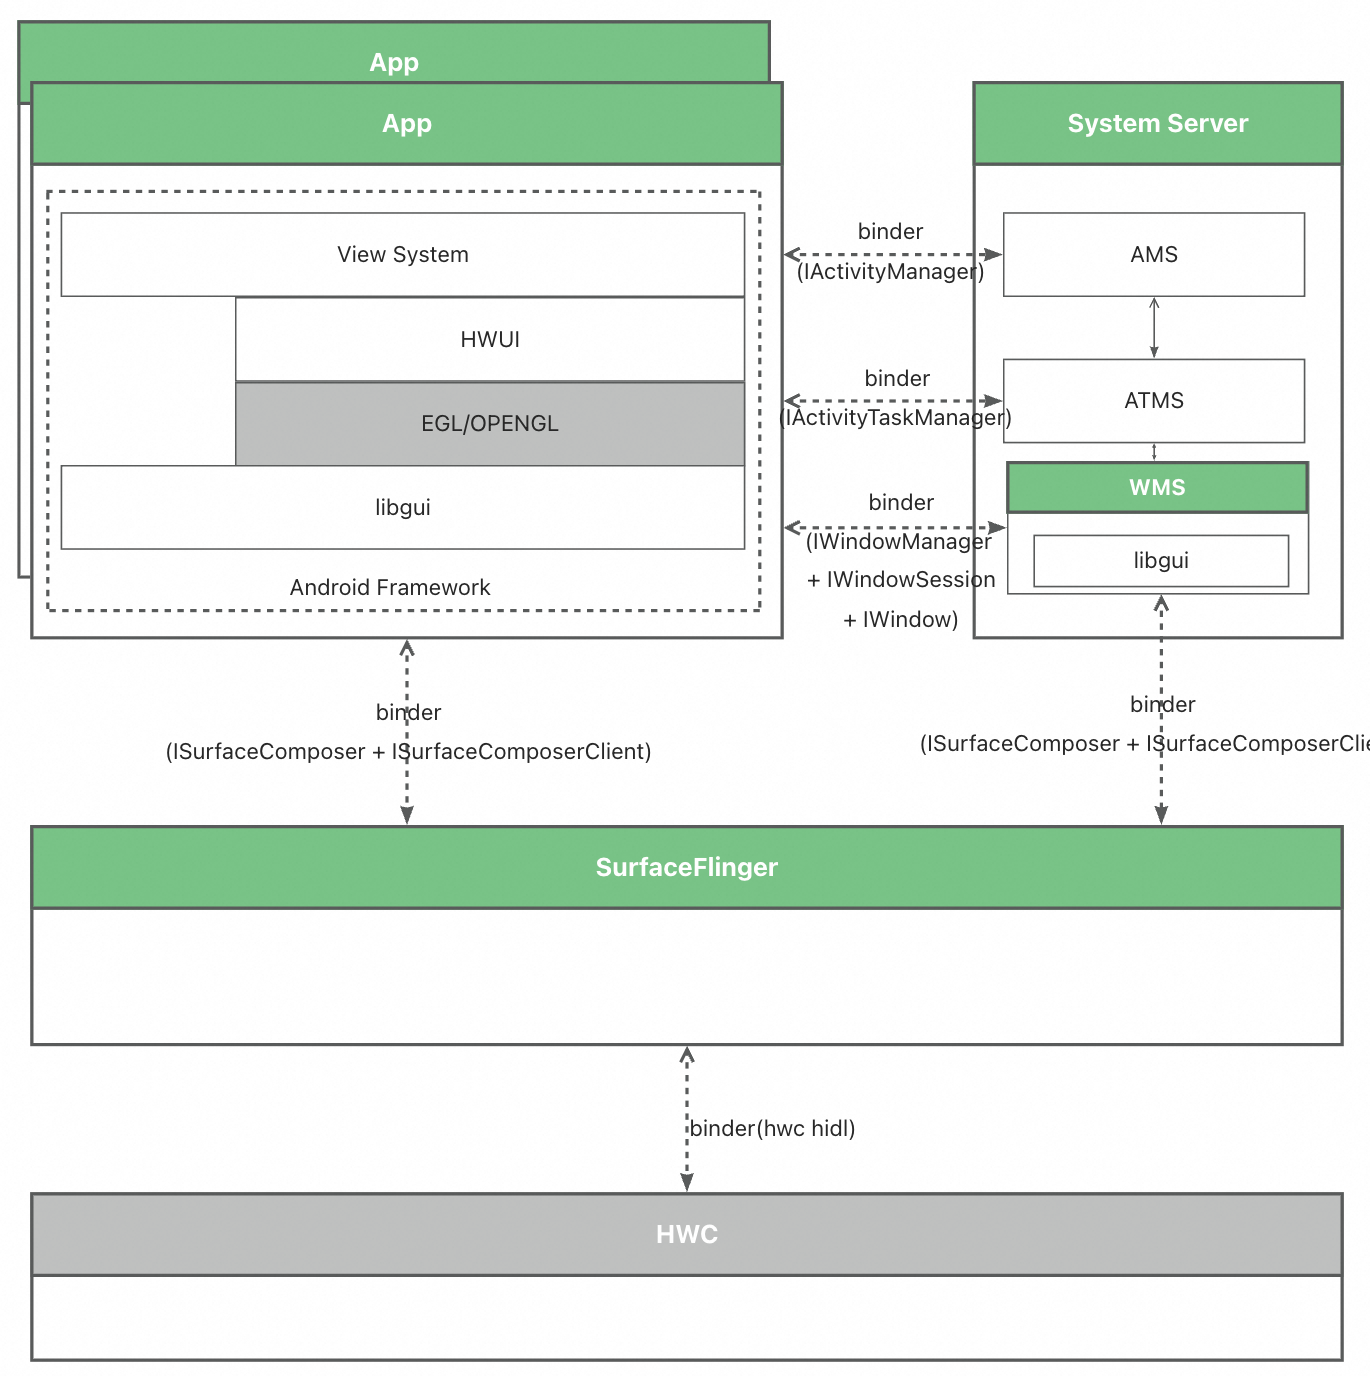 App
App
System Server
View System
HWUI
EGL/OPENGL
libgui
Android Framework
binder
(IActivityManager)
binder
(IActivityTaskManager)
binder
(IWindowManager
+ IWindowSession
+ IWindow)
AMS
ATMS
WMS
libgui
binder
(ISurfaceComposer + ISurfaceComposerClient)
binder
(ISurfaceComposer + ISurfaceComposerClie
SurfaceFlinger
binder(hwc hidl)
HWC